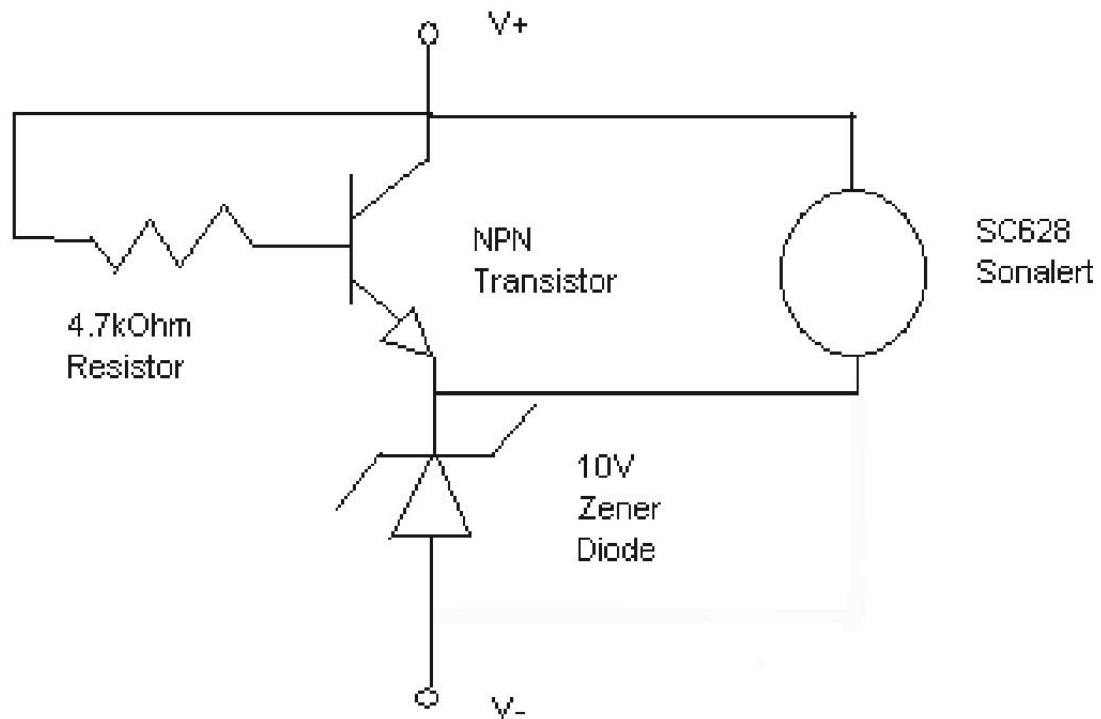 V+
NPN
Transistor
SC628
Sonalert
4.7kOhm
Resistor
10V
Zener
Diode
V-